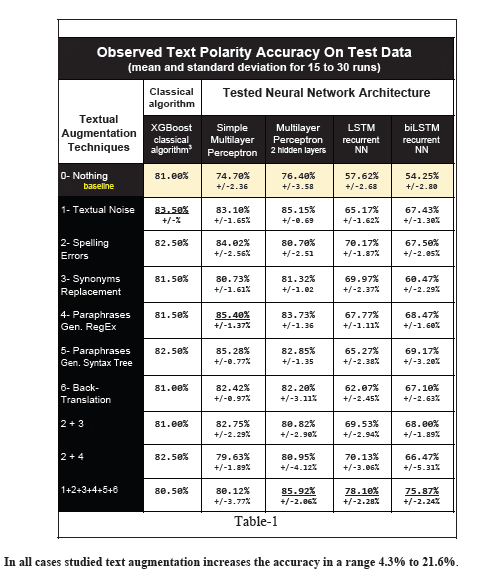 Observed Text Polarity Accuracy On Test Data
(mean and standard deviation for 15 to 30 runs)
Textual Augmentation Techniques
Classical algorithm
Tested Neural Network Architecture
XGBoost classical algorithm³
Simple Multilayer Perceptron
Multilayer Perceptron 2 hidden layers
LSTM recurrent NN
biLSTM recurrent NN
0- Nothing 81.00% 74.70% 76.40% 57.62% 54.25%
baseline +/-2.36 +/-3.58 +/-2.68 +/-2.80
1- Textual Noise 83.50% 83.10% 85.15% 65.17% 67.43%
+/-% +/-1.65% +/-0.69 +/-1.62% +/-1.30%
2- Spelling 82.50% 84.02% 80.70% 70.17% 67.50%
Errors +/-2.56% +/-2.51 +/-1.87% +/-2.05%
3- Synonyms 81.50% 80.73% 81.32% 69.97% 60.47%
Replacement +/-1.61% +/-1.02 +/-2.37% +/-2.29%
4- Paraphrases 81.50% 85.40% 83.73% 67.77% 68.47%
Gen. RegEx +/-1.37% +/-1.36 +/-1.11% +/-1.60%
5- Paraphrases 82.50% 85.28% 82.85% 65.27% 69.17%
Gen. Syntax Tree +/-0.77% +/-1.35 +/-2.38% +/-3.20%
6- Back- 81.00% 82.42% 82.20% 62.07% 67.10%
Translation +/-0.97% +/-3.11% +/-2.45% +/-2.63%
2 + 3 81.00% 82.75% 80.82% 69.53% 68.00%
+/-2.29% +/-2.90% +/-2.94% +/-1.89%
2 + 4 82.50% 79.63% 80.95% 70.13% 66.47%
+/-1.89% +/-4.12% +/-3.06% +/-5.31%
1+2+3+4+5+6 80.50% 80.12% 85.92% 78.10% 75.87%
+/-3.77% +/-2.06% +/-2.28% +/-2.24%
Table-1
In all cases studied text augmentation increases the accuracy in a range 4.3% to 21.6%.